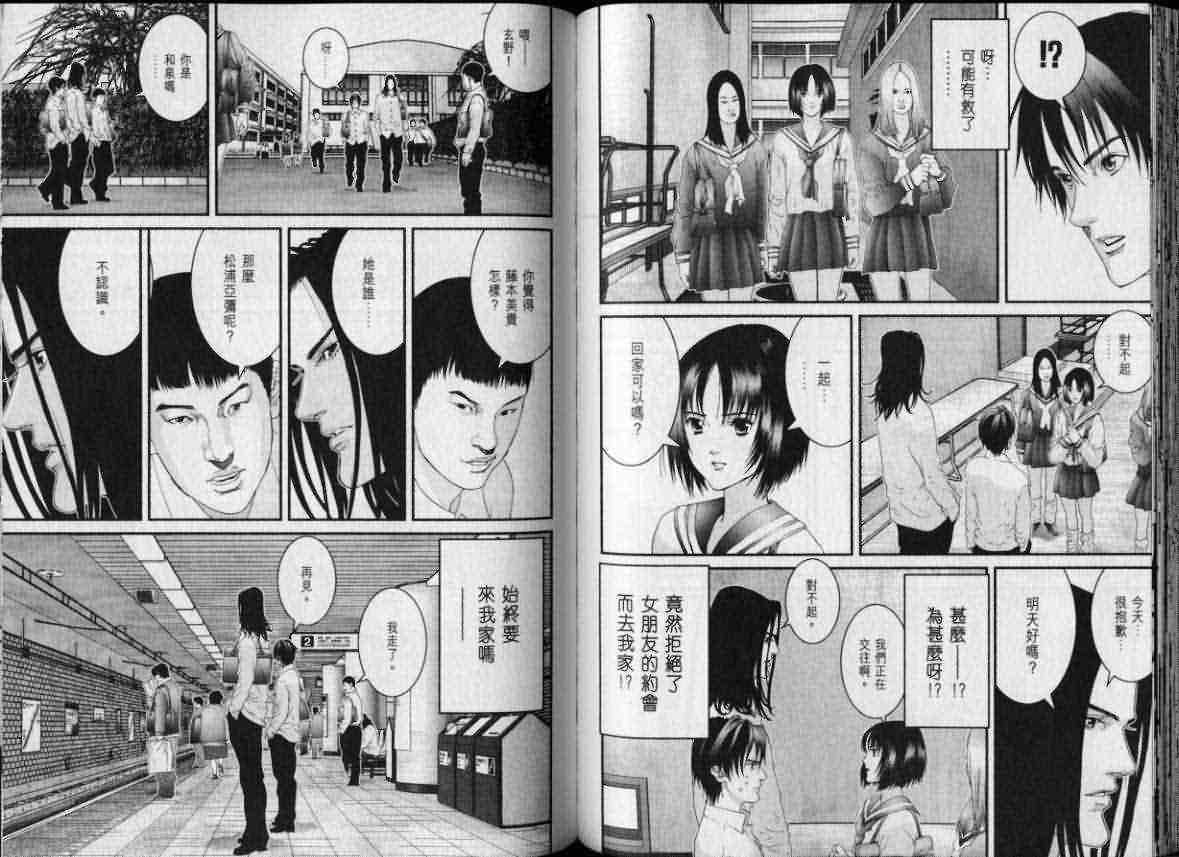 !?
呀…
可能有救了
………
對不起
……
一起…
……
回家可以嗎？
今天…
很抱歉…
明天好嗎？
甚麼——!?
為甚麼呀!?
我們正在
交往啊。
對不起。
竟然拒絕了
女朋友的約會
而去我家!?
喂…
玄野！
呀…
你是
和泉嗎
……
你覺得
藤本美貴
怎樣？
她是誰……
那麼
松浦亞彌呢？
不認識。
始終要
來我家嗎
——
再見。
2
我走了。